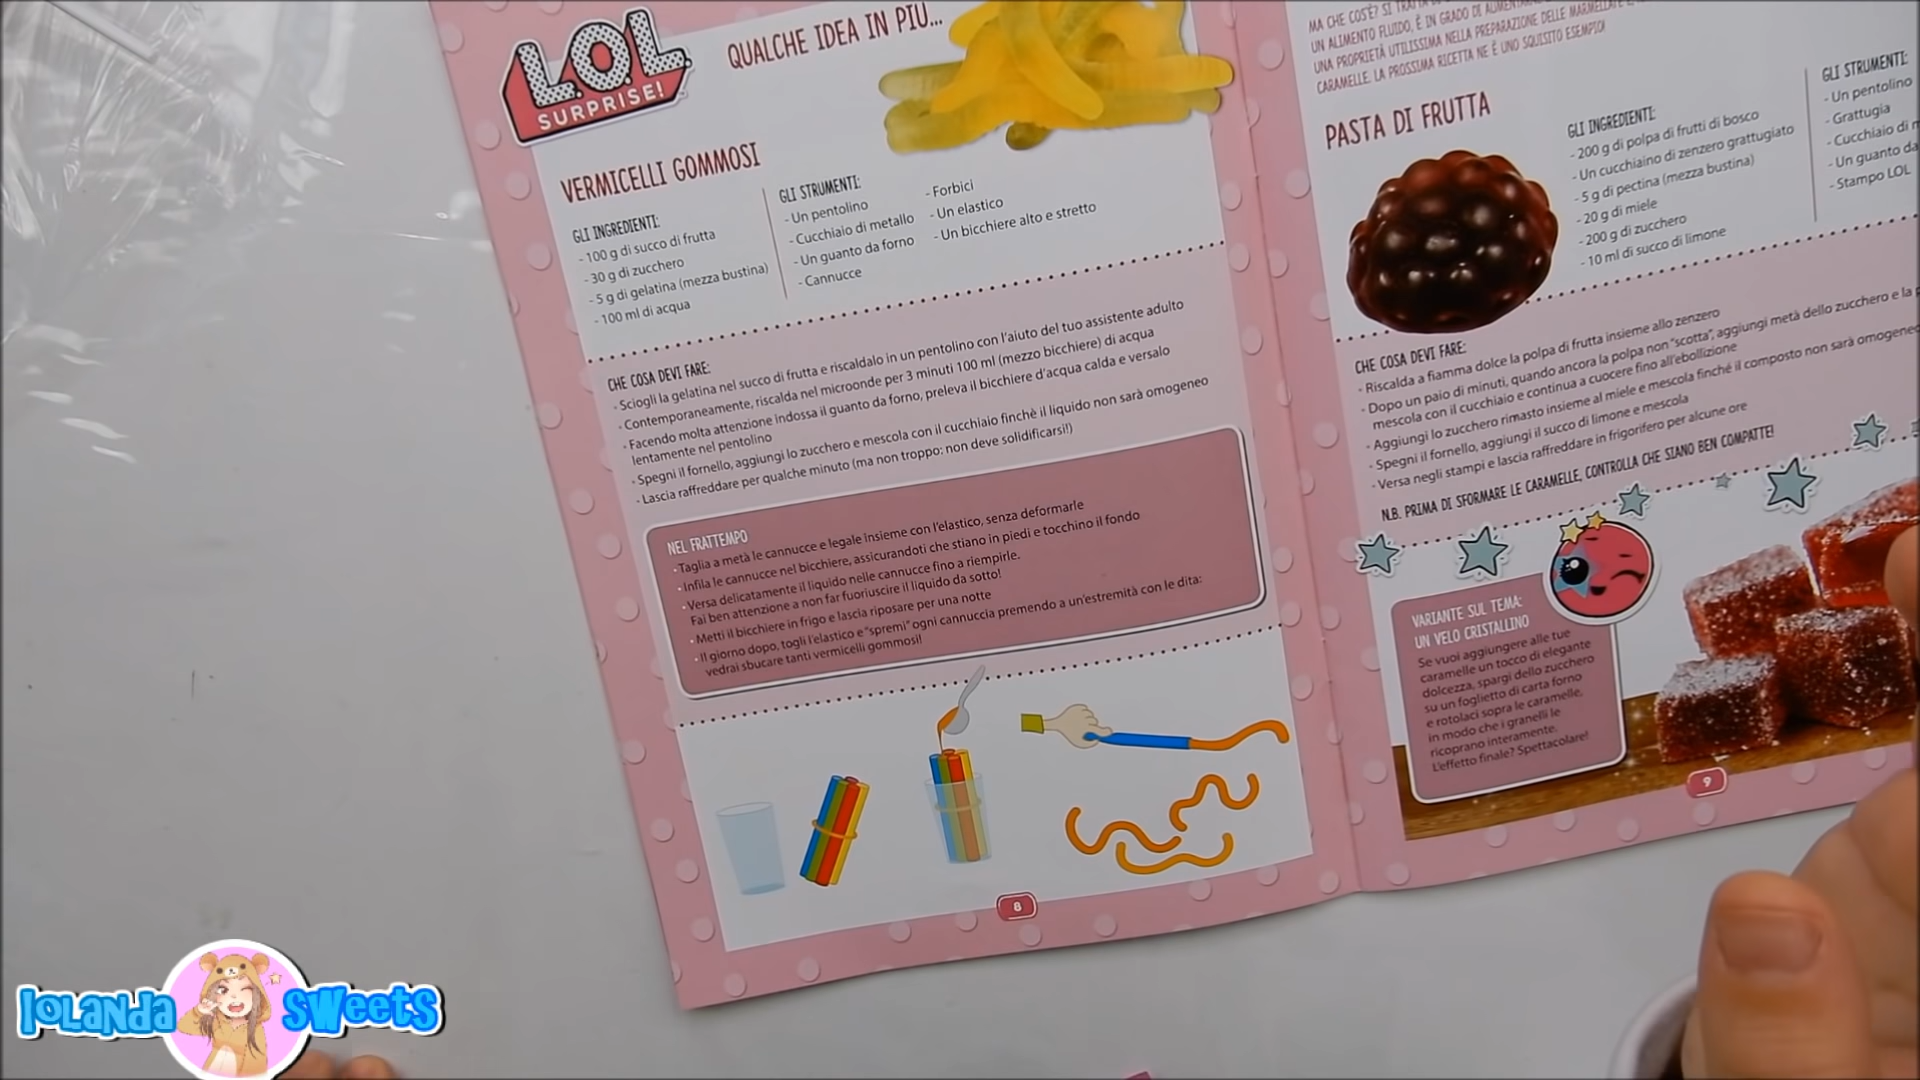 L.O.L.
SURPRISE!
QUALCHE IDEA IN PIÙ...
VERMICELLI GOMMOSI
GLI INGREDIENTI:
- 100 g di succo di frutta
- 30 g di zucchero
- 5 g di gelatina (mezza bustina)
- 100 ml di acqua
GLI STRUMENTI:
- Un pentolino
- Cucchiaio di metallo
- Un guanto da forno
- Cannucce
- Forbici
- Un elastico
- Un bicchiere alto e stretto
CHE COSA DEVI FARE:
- Sciogli la gelatina nel succo di frutta e riscaldalo in un pentolino con l'aiuto del tuo assistente adulto
- Contemporaneamente, riscalda nel microonde per 3 minuti 100 ml (mezzo bicchiere) di acqua
- Facendo molta attenzione indossa il guanto da forno, preleva il bicchiere d'acqua calda e versalo
lentamente nel pentolino
- Spegni il fornello, aggiungi lo zucchero e mescola con il cucchiaio finchè il liquido non sarà omogeneo
- Lascia raffreddare per qualche minuto (ma non troppo: non deve solidificarsi!)
NEL FRATTEMPO
- Taglia a metà le cannucce e legale insieme con l'elastico, senza deformarle
- Infila le cannucce nel bicchiere, assicurandoti che stiano in piedi e tocchino il fondo
- Versa delicatamente il liquido nelle cannucce fino a riempirle.
Fai ben attenzione a non far fuoriuscire il liquido da sotto!
- Metti il bicchiere in frigo e lascia riposare per una notte
- Il giorno dopo, togli l'elastico e "spremi" ogni cannuccia premendo a un'estremità con le dita:
vedrai sbucare tanti vermicelli gommosi!
8
UN ALIMENTO FLUIDO, È IN GRADO DI
UNA PROPRIETÀ UTILISSIMA NELLA PREPARAZIONE DELLE MARMELLATE
CARAMELLE. LA PROSSIMA RICETTA NE È UNO SQUISITO ESEMPIO!
PASTA DI FRUTTA
GLI INGREDIENTI:
- 200 g di polpa di frutti di bosco
- Un cucchiaino di zenzero grattugiato
- 5 g di pectina (mezza bustina)
- 20 g di miele
- 200 g di zucchero
- 10 ml di succo di limone
GLI STRUMENTI:
- Un pentolino
- Grattugia
- Cucchiaio di
- Un guanto da
- Stampo LOL
CHE COSA DEVI FARE:
- Riscalda a fiamma dolce la polpa di frutta insieme allo zenzero
- Dopo un paio di minuti, quando ancora la polpa non "scotta", aggiungi metà dello zucchero e la
mescola con il cucchiaio e continua a cuocere fino all'ebollizione
- Aggiungi lo zucchero rimasto insieme al miele e mescola finché il composto non sarà omogeneo
- Spegni il fornello, aggiungi il succo di limone e mescola
- Versa negli stampi e lascia raffreddare in frigorifero per alcune ore
N.B. PRIMA DI SFORMARE LE CARAMELLE, CONTROLLA CHE SIANO BEN COMPATTE!
VARIANTE SUL TEMA:
UN VELO CRISTALLINO
Se vuoi aggiungere alle tue
caramelle un tocco di elegante
dolcezza, spargi dello zucchero
su un foglietto di carta forno
e rotolaci sopra le caramelle,
in modo che i granelli le
ricoprano interamente.
L'effetto finale? Spettacolare!
9
Iolanda Sweets